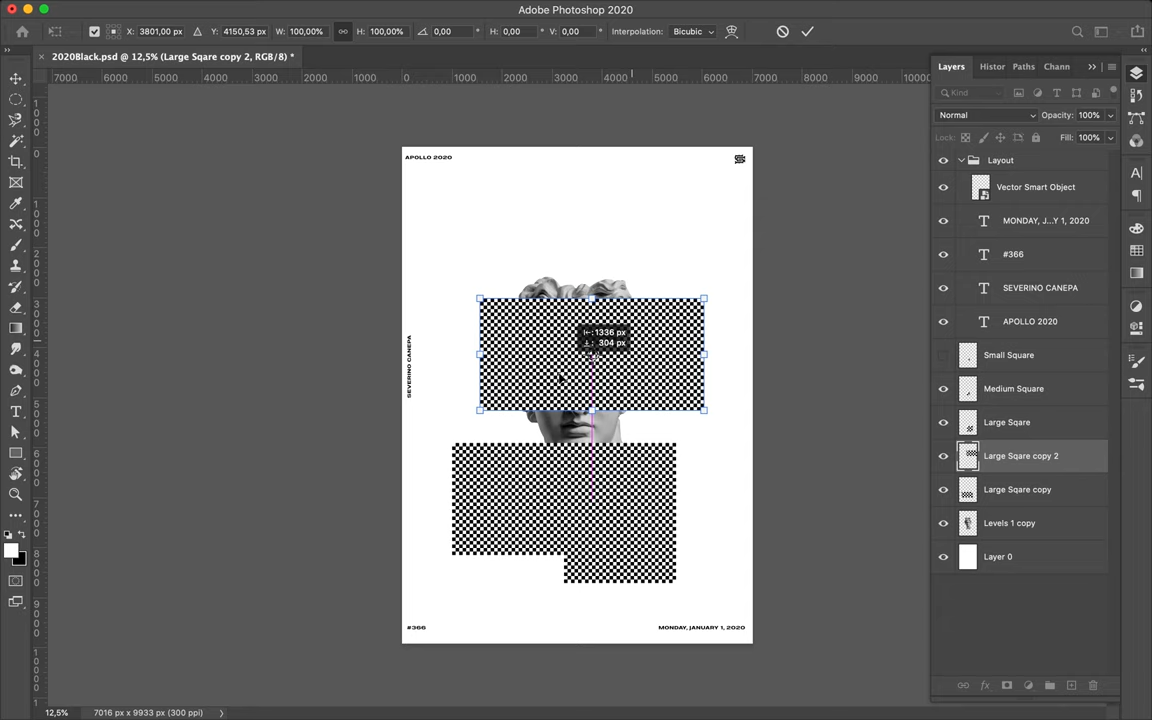 Adobe Photoshop 2020
X: 3801,00 px Y: 4150,53 px W: 100,00% H: 100,00% 0,00 ° H: 0,00 ° V: 0,00 ° Interpolation: Bicubic
2020Black.psd @ 12,5% (Large Sqare copy 2, RGB/8) *
7000 6000 5000 4000 3000 2000 1000 0 1000 2000 3000 4000 5000 6000 7000 8000 9000 10000
Layers Histor Paths Chann
Kind
Normal Opacity: 100%
Lock: Fill: 100%
Layout
Vector Smart Object
MONDAY, J...Y 1, 2020
#366
SEVERINO CANEPA
APOLLO 2020
Small Square
Medium Square
Large Sqare
Large Sqare copy 2
Large Sqare copy
Levels 1 copy
Layer 0
APOLLO 2020
1336 px
304 px
SEVERINO CANEPA
#366 MONDAY, JANUARY 1, 2020
12,5% 7016 px x 9933 px (300 ppi)